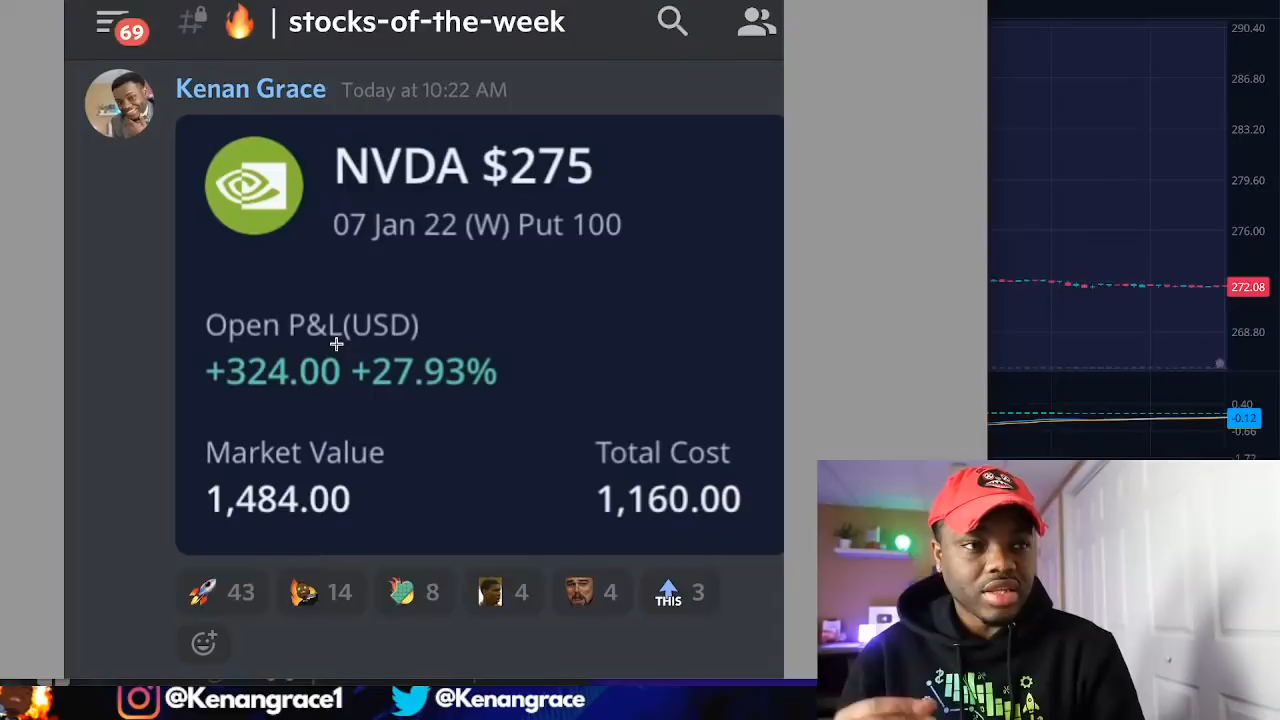 69
# 🔥 | stocks-of-the-week
Kenan Grace Today at 10:22 AM
NVDA $275
07 Jan 22 (W) Put 100
Open P&L(USD)
+324.00 +27.93%
Market Value
Total Cost
1,484.00
1,160.00
43
14
8
4
4
THIS
3
290.40
286.80
283.20
279.60
276.00
272.08
268.80
0.40
-0.12
-0.66
@Kenangrace1
@Kenangrace